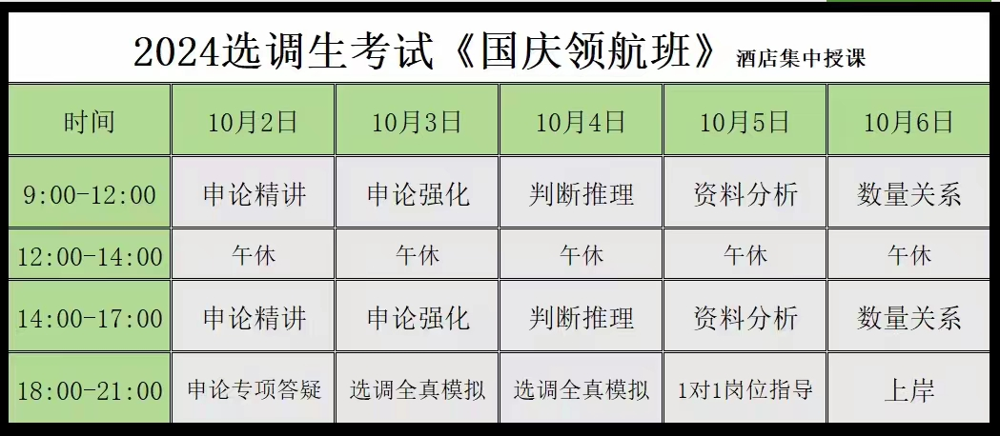 2024选调生考试《国庆领航班》酒店集中授课
时间 10月2日 10月3日 10月4日 10月5日 10月6日
9:00-12:00 申论精讲 申论强化 判断推理 资料分析 数量关系
12:00-14:00 午休 午休 午休 午休 午休
14:00-17:00 申论精讲 申论强化 判断推理 资料分析 数量关系
18:00-21:00 申论专项答疑 选调全真模拟 选调全真模拟 1对1岗位指导 上岸